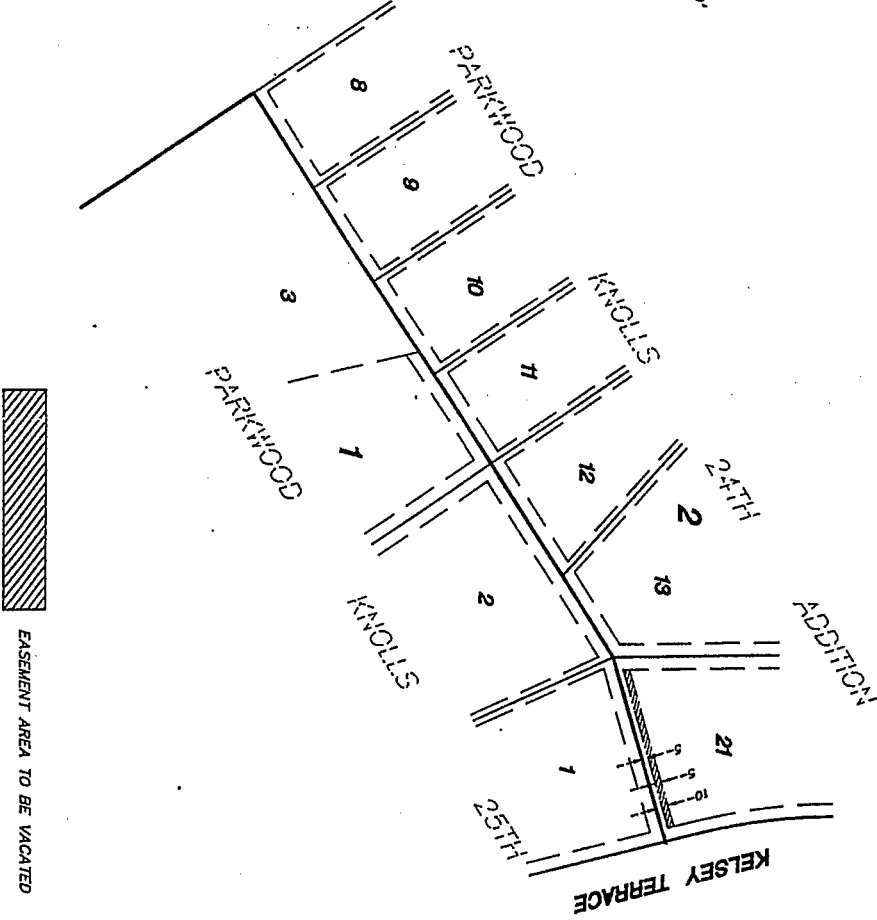 8
PARKWOOD
9
10
KNOLLS
11
3
12
24TH
2
PARKWOOD
1
13
ADDITION
KNOLLS
2
21
-5-
-5-
-10-
1
25TH
KELSEY TERRACE
EASEMENT AREA TO BE VACATED